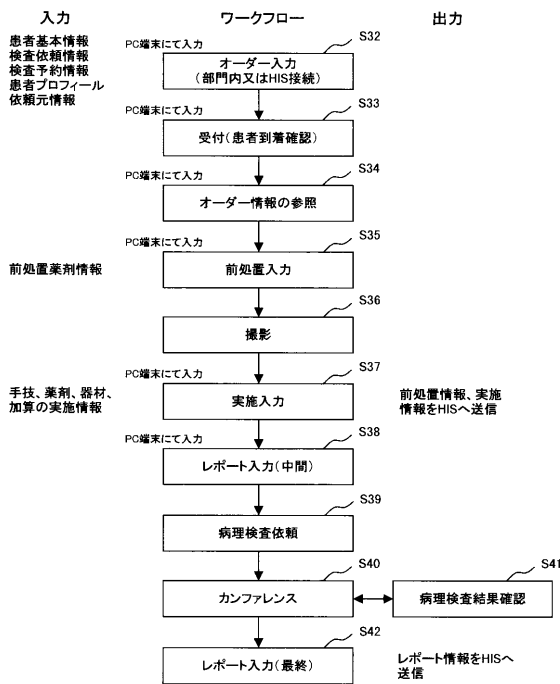 入力
ワークフロー
出力
患者基本情報
検査依頼情報
検査予約情報
患者プロフィール
依頼元情報
PC端末にて入力
S32
オーダー入力
(部門内又はHIS接続)
PC端末にて入力
S33
受付(患者到着確認)
PC端末にて入力
S34
オーダー情報の参照
PC端末にて入力
S35
前処置薬剤情報
前処置入力
S36
撮影
PC端末にて入力
S37
手技、薬剤、器材、
加算の実施情報
実施入力
前処置情報、実施
情報をHISへ送信
PC端末にて入力
S38
レポート入力(中間)
S39
病理検査依頼
S40
カンファレンス
S41
病理検査結果確認
S42
レポート入力(最終)
レポート情報をHISへ
送信